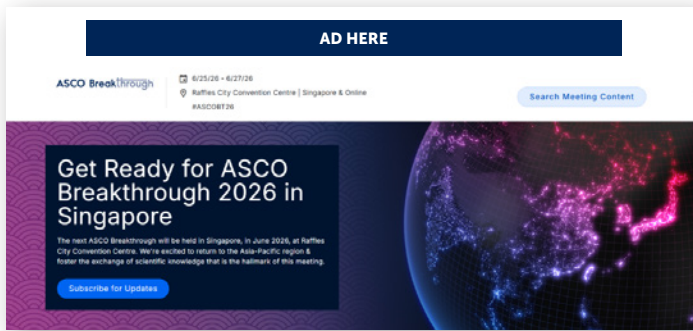 AD HERE
ASCO Breakthrough
6/25/26 - 6/27/26
Raffles City Convention Centre | Singapore & Online
#ASCOBT26
Search Meeting Content
Get Ready for ASCO
Breakthrough 2026 in
Singapore
The next ASCO Breakthrough will be held in Singapore, in June 2026, at Raffles
City Convention Centre. We're excited to return to the Asia-Pacific region &
foster the exchange of scientific knowledge that is the hallmark of this meeting.
Subscribe for Updates